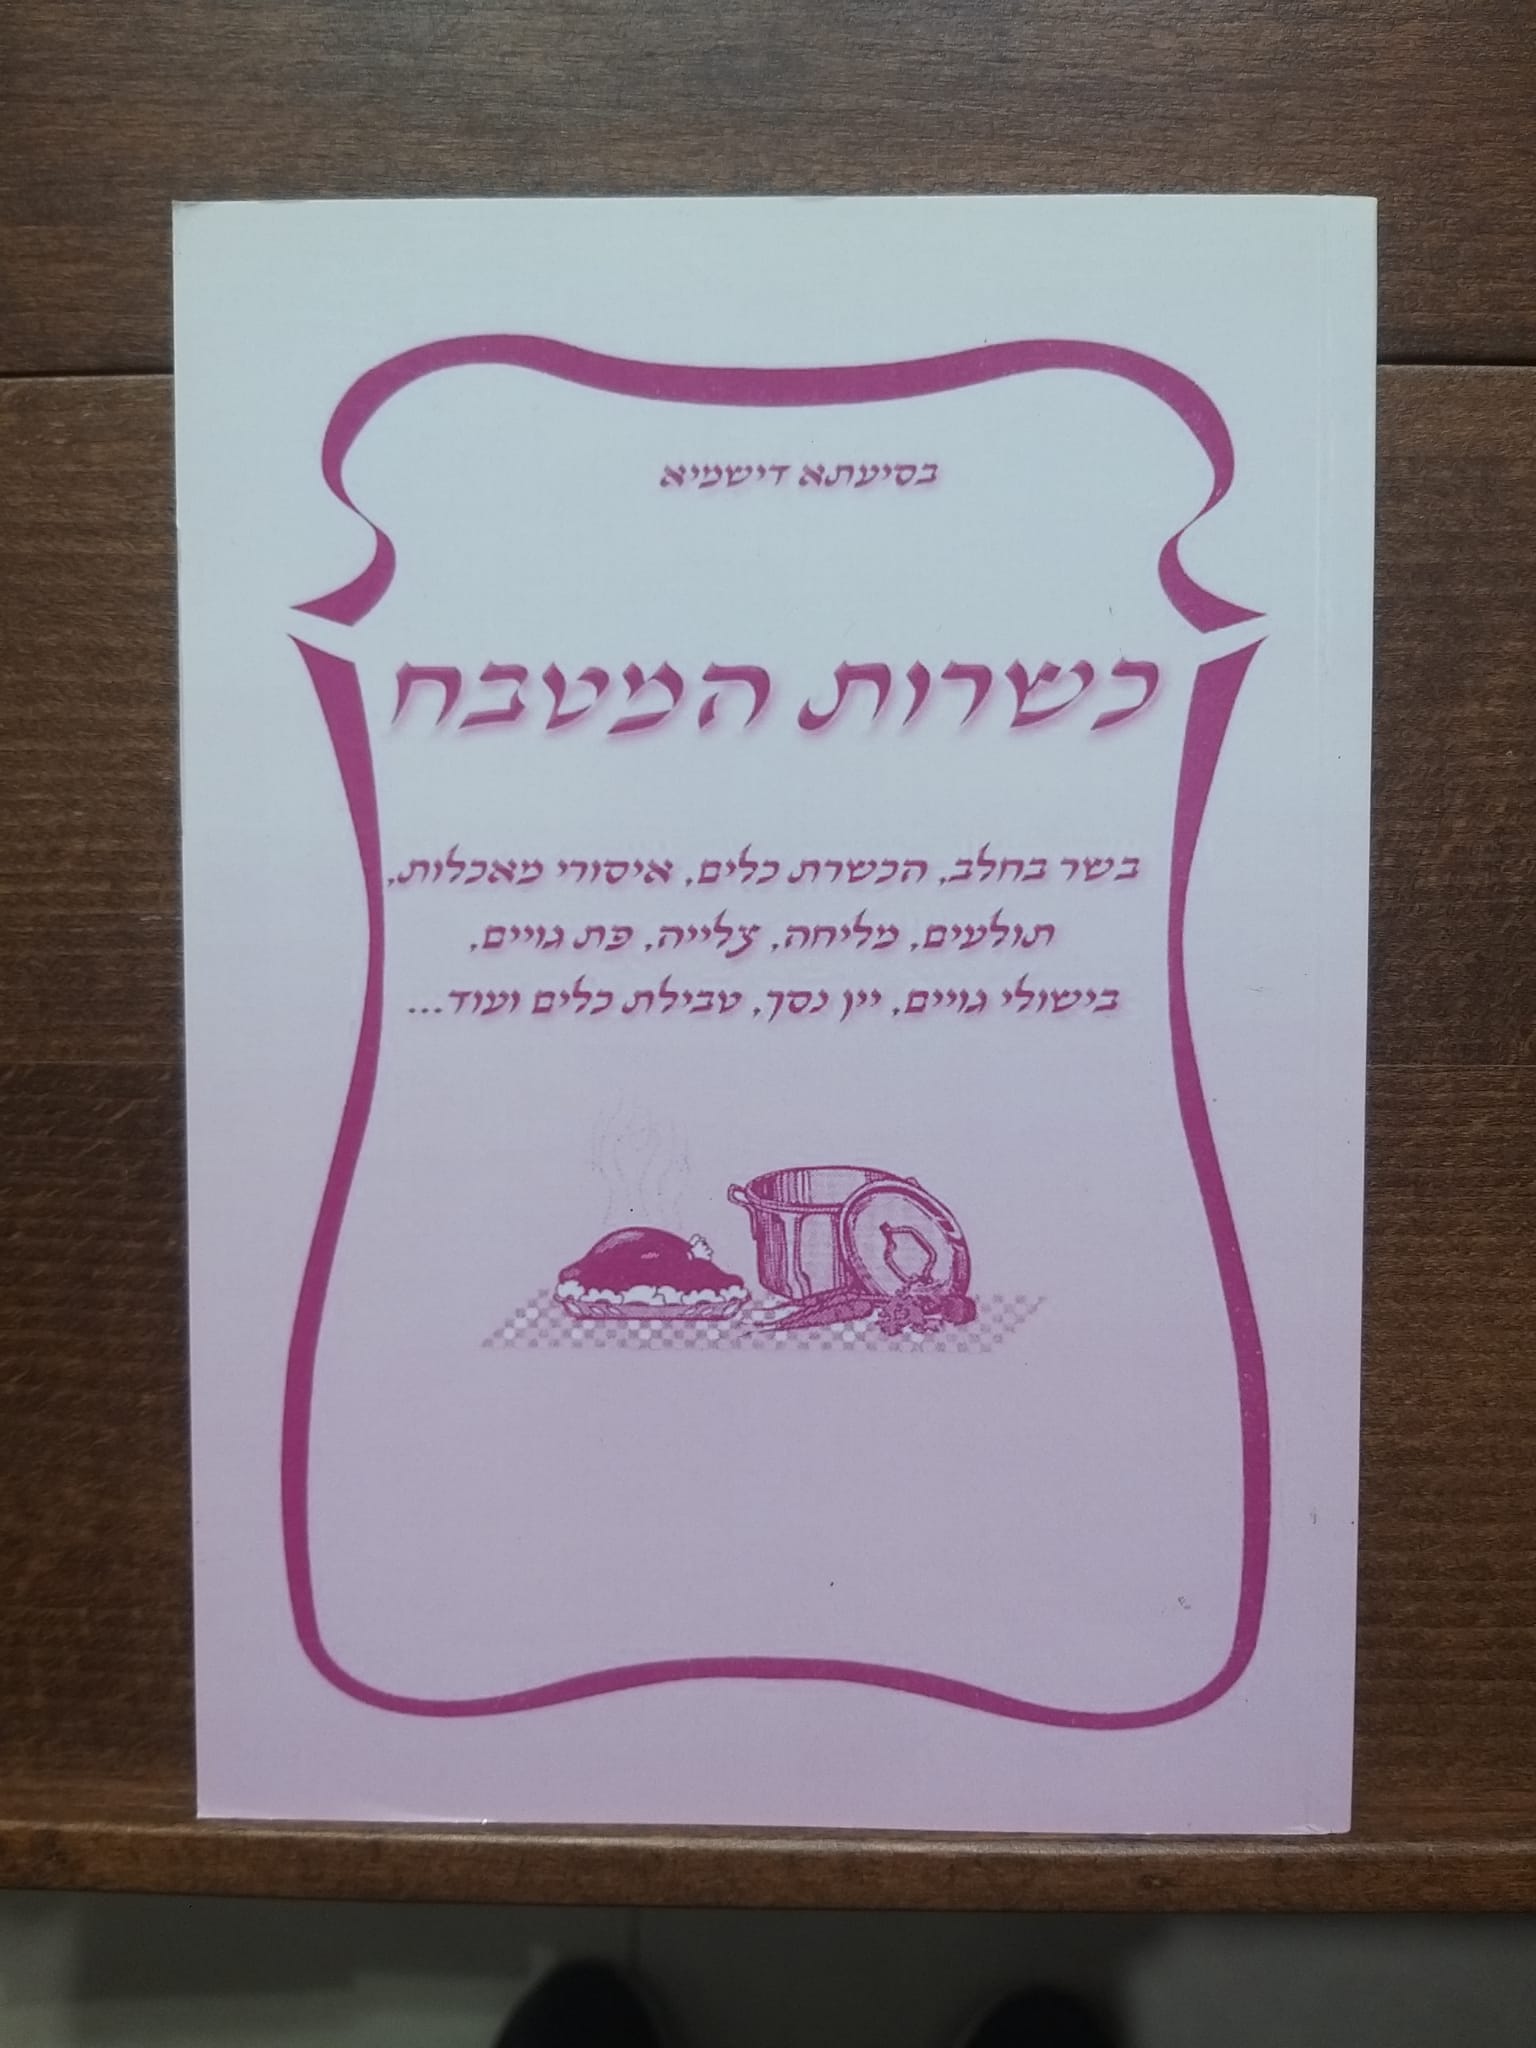 בסיעתא דישמיא
כשרות המטבח
בשר בחלב, הכשרת כלים, איסורי מאכלות,
תולעים, מליחה, צלייה, פת גויים,
בישולי גויים, יין נסך, טבילת כלים ועוד...